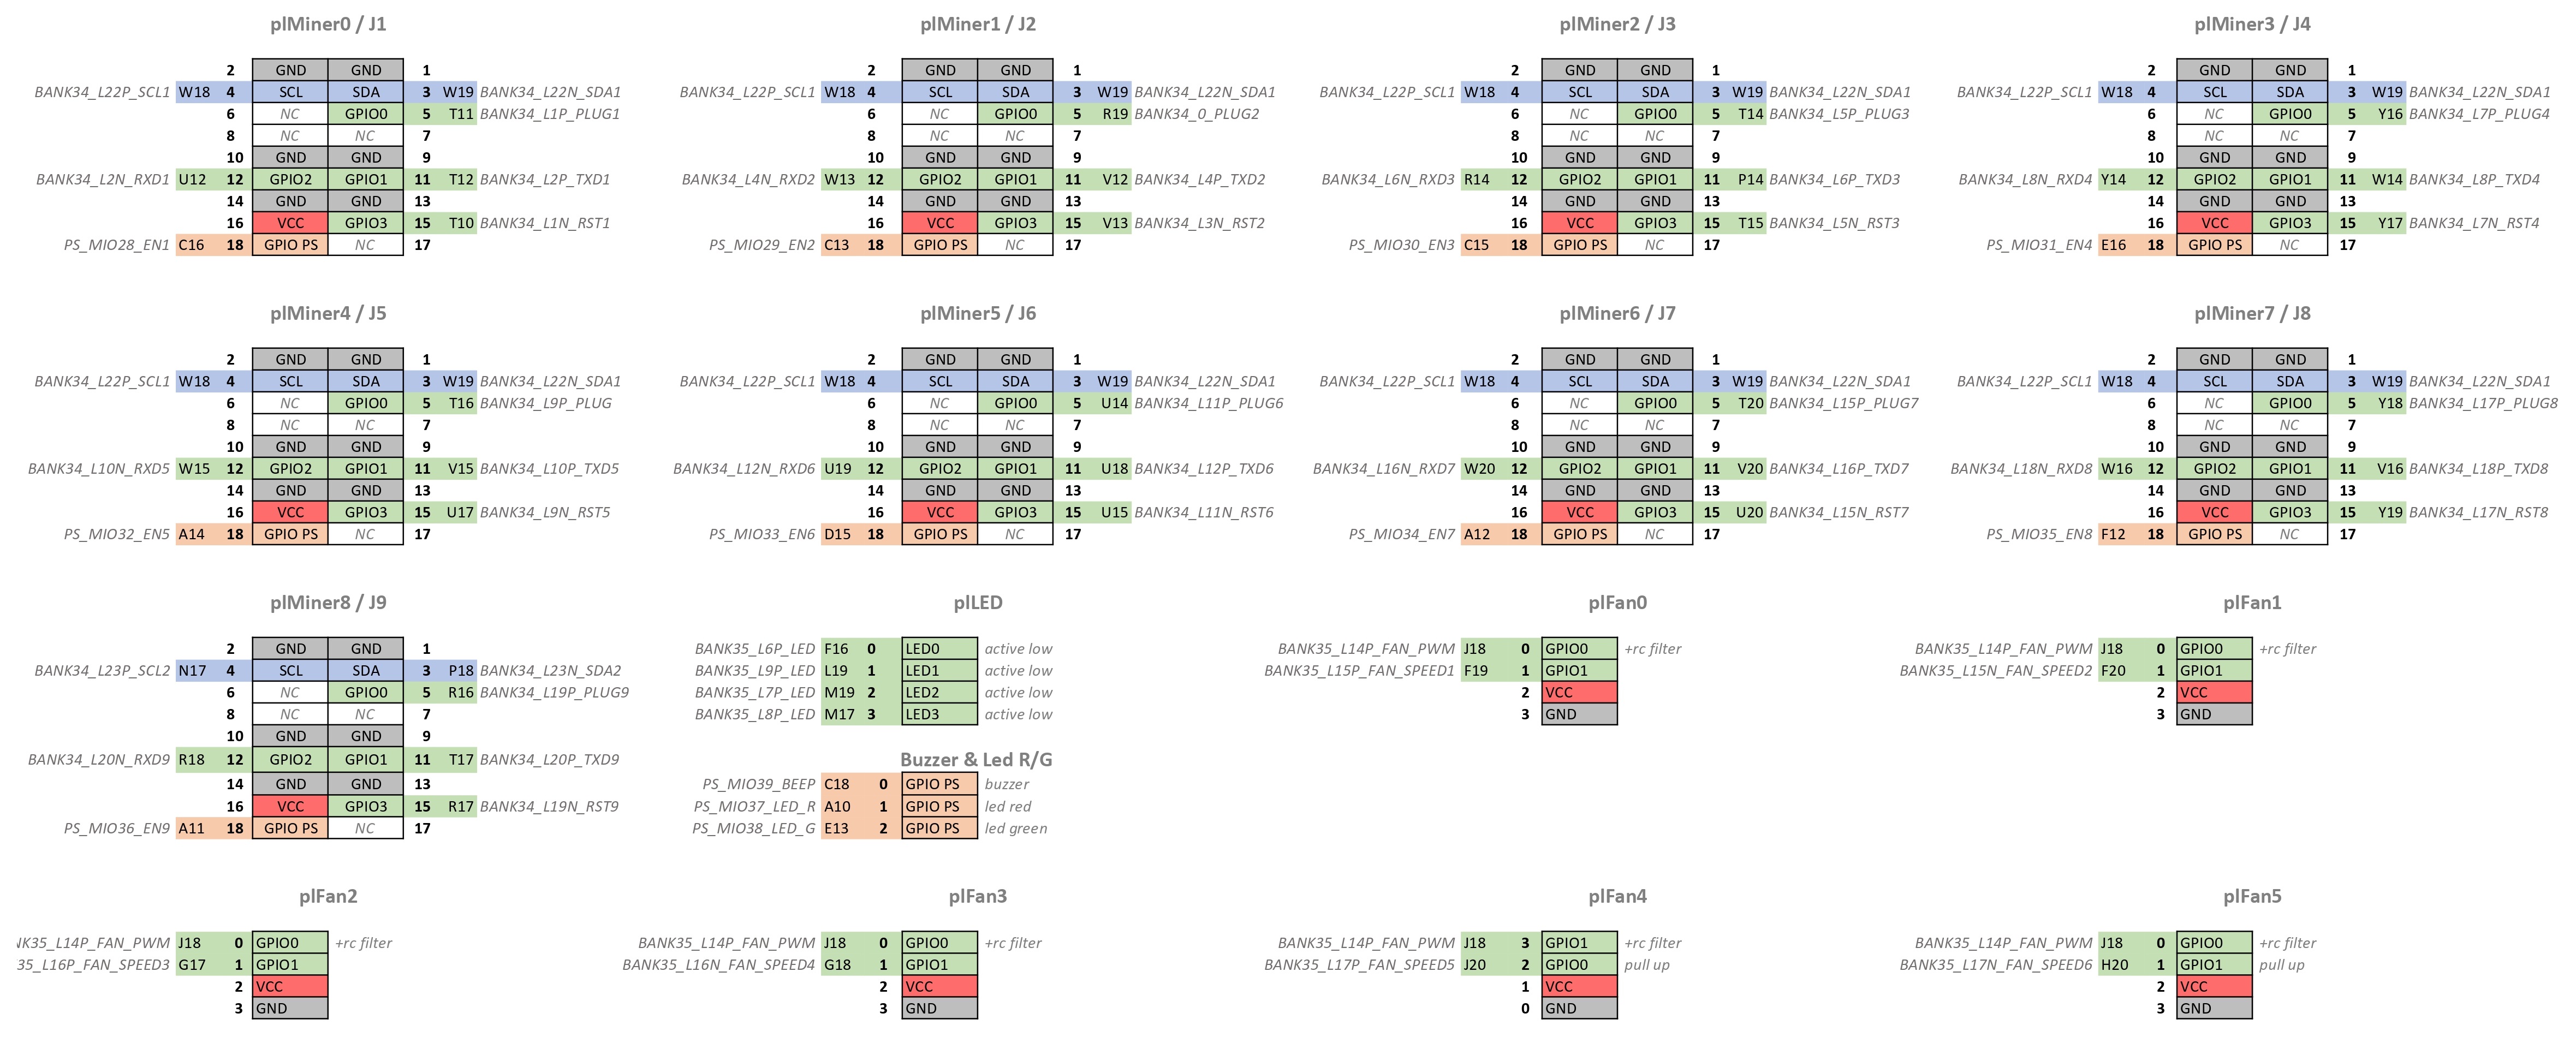 plMiner0 / J1
2 GND GND 1
BANK34_L22P_SCL1 W18 4 SCL SDA 3 W19 BANK34_L22N_SDA1
6 NC GPIO0 5 T11 BANK34_L1P_PLUG1
8 NC NC 7
10 GND GND 9
BANK34_L2N_RXD1 U12 12 GPIO2 GPIO1 11 T12 BANK34_L2P_TXD1
14 GND GND 13
16 VCC GPIO3 15 T10 BANK34_L1N_RST1
PS_MIO28_EN1 C16 18 GPIO PS NC 17
plMiner1 / J2
2 GND GND 1
BANK34_L22P_SCL1 W18 4 SCL SDA 3 W19 BANK34_L22N_SDA1
6 NC GPIO0 5 R19 BANK34_0_PLUG2
8 NC NC 7
10 GND GND 9
BANK34_L4N_RXD2 W13 12 GPIO2 GPIO1 11 V12 BANK34_L4P_TXD2
14 GND GND 13
16 VCC GPIO3 15 V13 BANK34_L3N_RST2
PS_MIO29_EN2 C13 18 GPIO PS NC 17
plMiner2 / J3
2 GND GND 1
BANK34_L22P_SCL1 W18 4 SCL SDA 3 W19 BANK34_L22N_SDA1
6 NC GPIO0 5 T14 BANK34_L5P_PLUG3
8 NC NC 7
10 GND GND 9
BANK34_L6N_RXD3 R14 12 GPIO2 GPIO1 11 P14 BANK34_L6P_TXD3
14 GND GND 13
16 VCC GPIO3 15 T15 BANK34_L5N_RST3
PS_MIO30_EN3 C15 18 GPIO PS NC 17
plMiner3 / J4
2 GND GND 1
BANK34_L22P_SCL1 W18 4 SCL SDA 3 W19 BANK34_L22N_SDA1
6 NC GPIO0 5 Y16 BANK34_L7P_PLUG4
8 NC NC 7
10 GND GND 9
BANK34_L8N_RXD4 Y14 12 GPIO2 GPIO1 11 W14 BANK34_L8P_TXD4
14 GND GND 13
16 VCC GPIO3 15 Y17 BANK34_L7N_RST4
PS_MIO31_EN4 E16 18 GPIO PS NC 17
plMiner4 / J5
2 GND GND 1
BANK34_L22P_SCL1 W18 4 SCL SDA 3 W19 BANK34_L22N_SDA1
6 NC GPIO0 5 T16 BANK34_L9P_PLUG
8 NC NC 7
10 GND GND 9
BANK34_L10N_RXD5 W15 12 GPIO2 GPIO1 11 V15 BANK34_L10P_TXD5
14 GND GND 13
16 VCC GPIO3 15 U17 BANK34_L9N_RST5
PS_MIO32_EN5 A14 18 GPIO PS NC 17
plMiner5 / J6
2 GND GND 1
BANK34_L22P_SCL1 W18 4 SCL SDA 3 W19 BANK34_L22N_SDA1
6 NC GPIO0 5 U14 BANK34_L11P_PLUG6
8 NC NC 7
10 GND GND 9
BANK34_L12N_RXD6 U19 12 GPIO2 GPIO1 11 U18 BANK34_L12P_TXD6
14 GND GND 13
16 VCC GPIO3 15 U15 BANK34_L11N_RST6
PS_MIO33_EN6 D15 18 GPIO PS NC 17
plMiner6 / J7
2 GND GND 1
BANK34_L22P_SCL1 W18 4 SCL SDA 3 W19 BANK34_L22N_SDA1
6 NC GPIO0 5 T20 BANK34_L15P_PLUG7
8 NC NC 7
10 GND GND 9
BANK34_L16N_RXD7 W20 12 GPIO2 GPIO1 11 V20 BANK34_L16P_TXD7
14 GND GND 13
16 VCC GPIO3 15 U20 BANK34_L15N_RST7
PS_MIO34_EN7 A12 18 GPIO PS NC 17
plMiner7 / J8
2 GND GND 1
BANK34_L22P_SCL1 W18 4 SCL SDA 3 W19 BANK34_L22N_SDA1
6 NC GPIO0 5 Y18 BANK34_L17P_PLUG8
8 NC NC 7
10 GND GND 9
BANK34_L18N_RXD8 W16 12 GPIO2 GPIO1 11 V16 BANK34_L18P_TXD8
14 GND GND 13
16 VCC GPIO3 15 Y19 BANK34_L17N_RST8
PS_MIO35_EN8 F12 18 GPIO PS NC 17
plMiner8 / J9
2 GND GND 1
BANK34_L23P_SCL2 N17 4 SCL SDA 3 P18 BANK34_L23N_SDA2
6 NC GPIO0 5 R16 BANK34_L19P_PLUG9
8 NC NC 7
10 GND GND 9
BANK34_L20N_RXD9 R18 12 GPIO2 GPIO1 11 T17 BANK34_L20P_TXD9
14 GND GND 13
16 VCC GPIO3 15 R17 BANK34_L19N_RST9
PS_MIO36_EN9 A11 18 GPIO PS NC 17
plLED
BANK35_L6P_LED F16 0 LED0 active low
BANK35_L9P_LED L19 1 LED1 active low
BANK35_L7P_LED M19 2 LED2 active low
BANK35_L8P_LED M17 3 LED3 active low
Buzzer & Led R/G
PS_MIO39_BEEP C18 0 GPIO PS buzzer
PS_MIO37_LED_R A10 1 GPIO PS led red
PS_MIO38_LED_G E13 2 GPIO PS led green
plFan0
BANK35_L14P_FAN_PWM J18 0 GPIO0 +rc filter
BANK35_L15P_FAN_SPEED1 F19 1 GPIO1
2 VCC
3 GND
plFan1
BANK35_L14P_FAN_PWM J18 0 GPIO0 +rc filter
BANK35_L15N_FAN_SPEED2 F20 1 GPIO1
2 VCC
3 GND
plFan2
NK35_L14P_FAN_PWM J18 0 GPIO0 +rc filter
35_L16P_FAN_SPEED3 G17 1 GPIO1
2 VCC
3 GND
plFan3
BANK35_L14P_FAN_PWM J18 0 GPIO0 +rc filter
BANK35_L16N_FAN_SPEED4 G18 1 GPIO1
2 VCC
3 GND
plFan4
BANK35_L14P_FAN_PWM J18 3 GPIO1 +rc filter
BANK35_L17P_FAN_SPEED5 J20 2 GPIO0 pull up
1 VCC
0 GND
plFan5
BANK35_L14P_FAN_PWM J18 0 GPIO0 +rc filter
BANK35_L17N_FAN_SPEED6 H20 1 GPIO1 pull up
2 VCC
3 GND